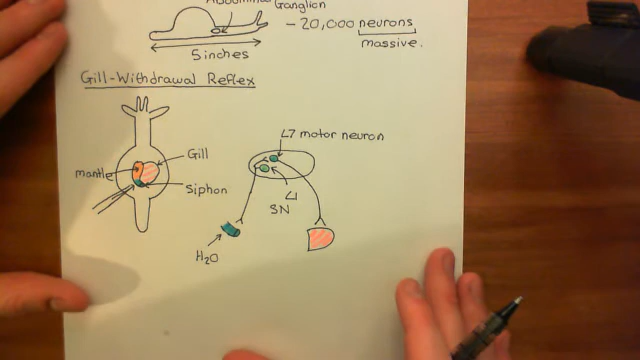 Abdominal Ganglion
- 20,000 neurons
massive.
5 inches
Gill-Withdrawal Reflex
L7 motor neuron
Gill
mantle
Siphon
L1
SN
H₂O